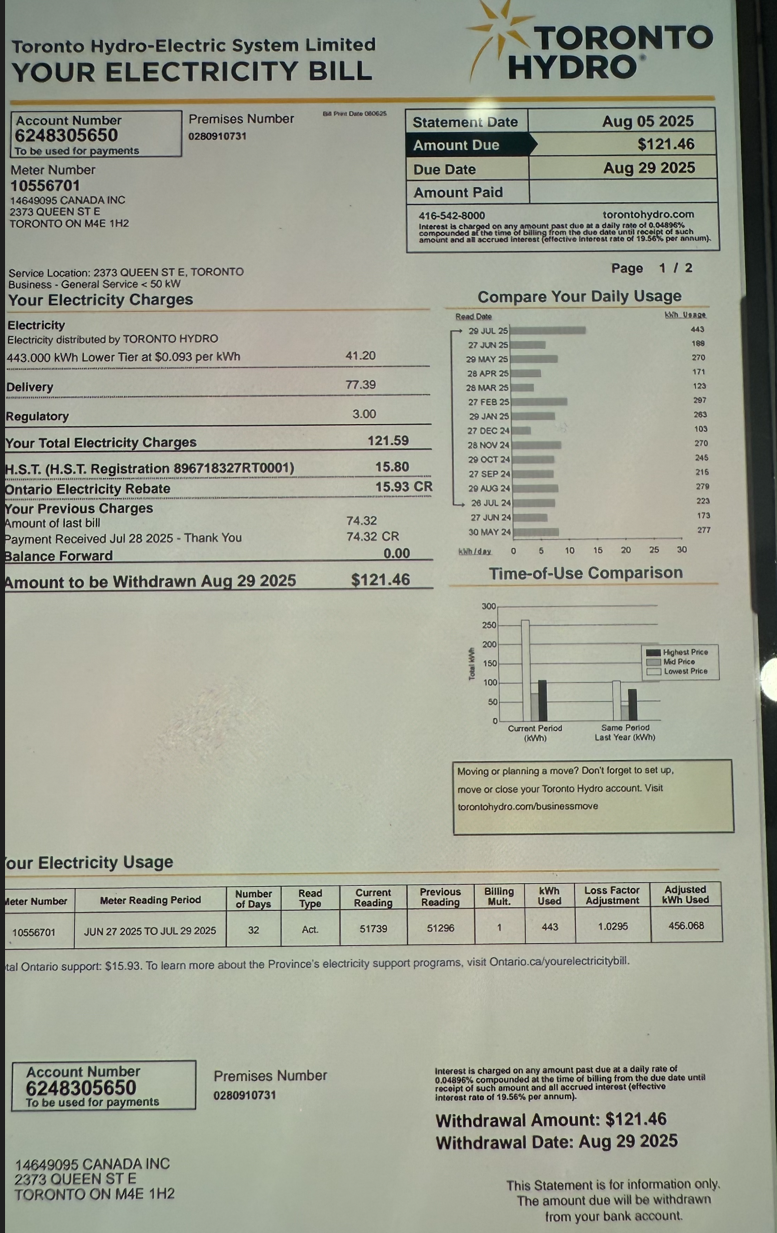 Toronto Hydro-Electric System Limited
YOUR ELECTRICITY BILL
TORONTO
HYDRO®
Account Number
6248305650
To be used for payments
Premises Number
0280910731
Bill Print Date 080625
Meter Number
10556701
14649095 CANADA INC
2373 QUEEN ST E
TORONTO ON M4E 1H2
Statement Date Aug 05 2025
Amount Due $121.46
Due Date Aug 29 2025
Amount Paid
416-542-8000 torontohydro.com
Interest is charged on any amount past due at a daily rate of 0.04896%
compounded at the time of billing from the due date until receipt of such
amount and all accrued interest (effective interest rate of 19.56% per annum).
Page 1 / 2
Service Location: 2373 QUEEN ST E, TORONTO
Business - General Service < 50 kW
Your Electricity Charges
Electricity
Electricity distributed by TORONTO HYDRO
443.000 kWh Lower Tier at $0.093 per kWh 41.20
Delivery 77.39
Regulatory 3.00
Your Total Electricity Charges 121.59
H.S.T. (H.S.T. Registration 896718327RT0001) 15.80
Ontario Electricity Rebate 15.93 CR
Your Previous Charges
Amount of last bill 74.32
Payment Received Jul 28 2025 - Thank You 74.32 CR
Balance Forward 0.00
Amount to be Withdrawn Aug 29 2025 $121.46
Compare Your Daily Usage
Read Date kWh Usage
29 JUL 25 443
27 JUN 25 188
29 MAY 25 270
28 APR 25 171
26 MAR 25 123
27 FEB 25 297
29 JAN 25 263
27 DEC 24 103
28 NOV 24 270
29 OCT 24 245
27 SEP 24 215
29 AUG 24 279
26 JUL 24 223
27 JUN 24 173
30 MAY 24 277
kWh/day 0 5 10 15 20 25 30
Time-of-Use Comparison
Total kWh
300
250
200
150
100
50
0
Highest Price
Mid Price
Lowest Price
Current Period
(kWh)
Same Period
Last Year (kWh)
Moving or planning a move? Don't forget to set up,
move or close your Toronto Hydro account. Visit
torontohydro.com/businessmove
our Electricity Usage
Meter Number Meter Reading Period Number of Days Read Type Current Reading Previous Reading Billing Mult. kWh Used Loss Factor Adjustment Adjusted kWh Used
10556701 JUN 27 2025 TO JUL 29 2025 32 Act. 51739 51296 1 443 1.0295 456.068
tal Ontario support: $15.93. To learn more about the Province's electricity support programs, visit Ontario.ca/yourelectricitybill.
Account Number
6248305650
To be used for payments
Premises Number
0280910731
Interest is charged on any amount past due at a daily rate of
0.04896% compounded at the time of billing from the due date until
receipt of such amount and all accrued interest (effective
interest rate of 19.56% per annum).
Withdrawal Amount: $121.46
Withdrawal Date: Aug 29 2025
14649095 CANADA INC
2373 QUEEN ST E
TORONTO ON M4E 1H2
This Statement is for information only.
The amount due will be withdrawn
from your bank account.